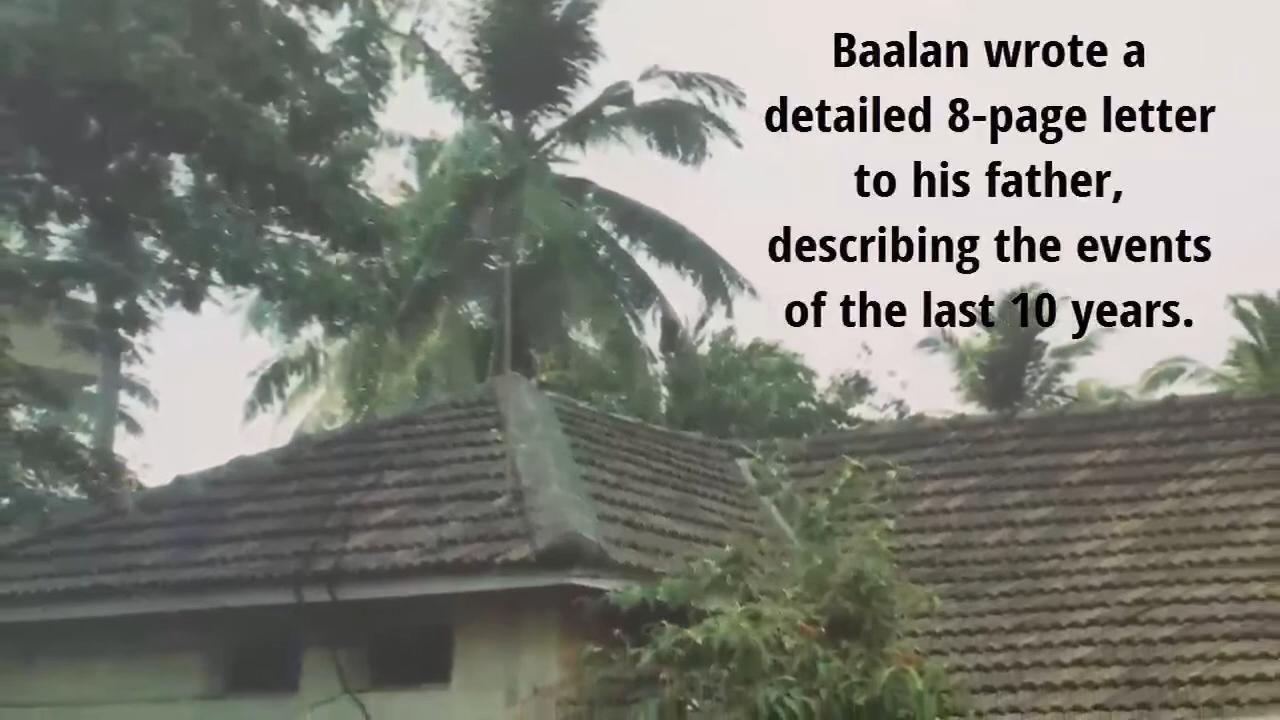 Baalan wrote a
detailed 8-page letter
to his father,
describing the events
of the last 10 years.